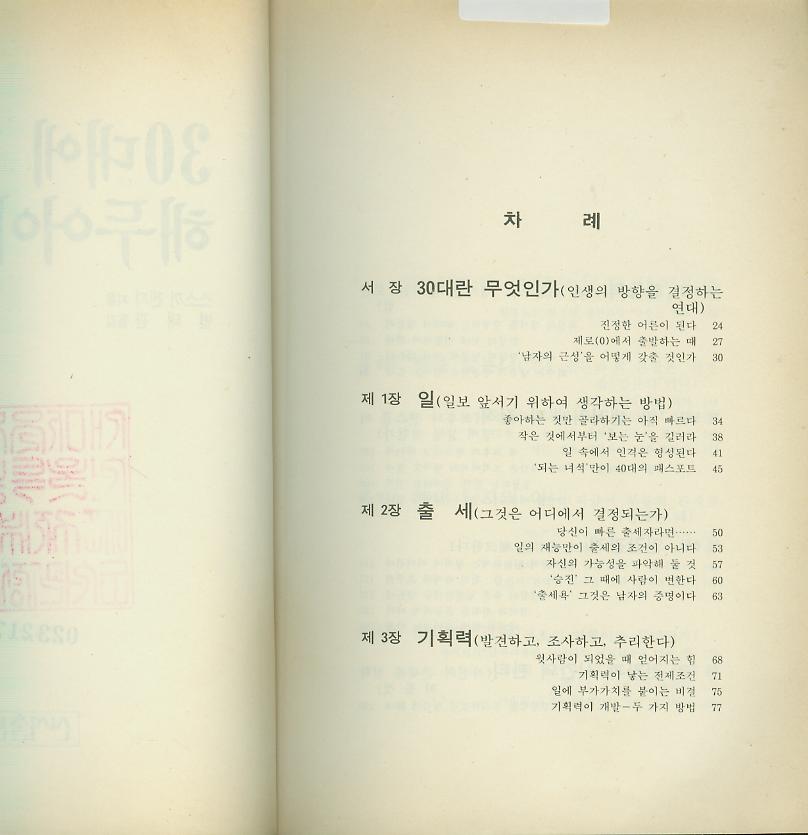 차 례
서 장 30대란 무엇인가(인생의 방향을 결정하는
연대)
진정한 어른이 된다 24
제로(0)에서 출발하는 때 27
'남자의 근성'을 어떻게 갖출 것인가 30
제 1장 일(일보 앞서기 위하여 생각하는 방법)
좋아하는 것만 골라하기는 아직 빠르다 34
작은 것에서부터 '보는 눈'을 길러라 38
일 속에서 인격은 형성된다 41
'되는 녀석'만이 40대의 패스포트 45
제 2장 출 세(그것은 어디에서 결정되는가)
당신이 빠른 출세자라면…… 50
일의 재능만이 출세의 조건이 아니다 53
자신의 가능성을 파악해 둘 것 57
'승진' 그 때에 사람이 변한다 60
'출세욕' 그것은 남자의 증명이다 63
제 3장 기획력(발견하고, 조사하고, 추리한다)
윗사람이 되었을 때 얻어지는 힘 68
기획력이 낳는 전제조건 71
일에 부가가치를 붙이는 비결 75
기획력이 개발-두 가지 방법 77